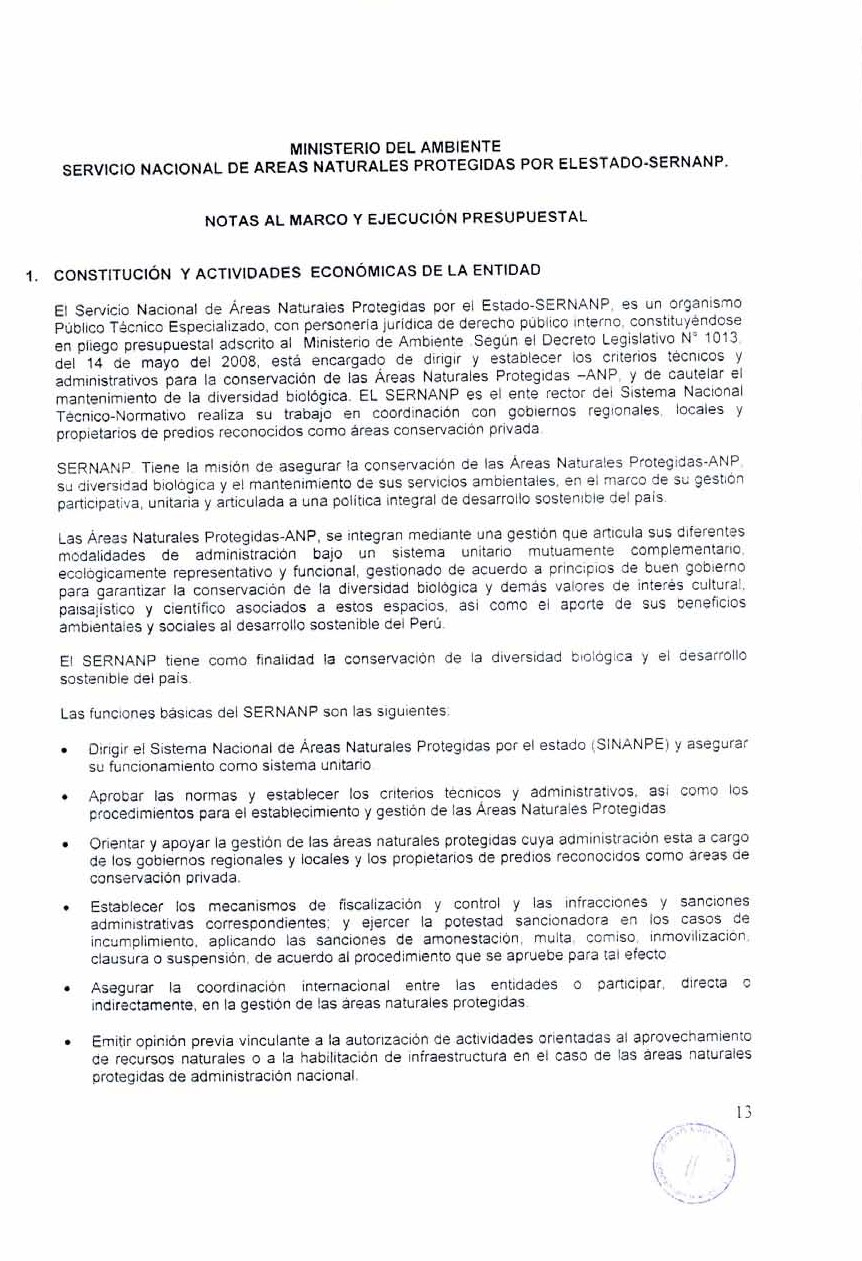 MINISTERIO DEL AMBIENTE
SERVICIO NACIONAL DE AREAS NATURALES PROTEGIDAS POR ELESTADO-SERNANP.
NOTAS AL MARCO Y EJECUCIÓN PRESUPUESTAL
1. CONSTITUCIÓN Y ACTIVIDADES ECONÓMICAS DE LA ENTIDAD
El Servicio Nacional de Áreas Naturales Protegidas por el Estado-SERNANP, es un organismo
Público Técnico Especializado, con personería jurídica de derecho público interno, constituyéndose
en pliego presupuestal adscrito al Ministerio de Ambiente .Según el Decreto Legislativo N° 1013,
del 14 de mayo del 2008, está encargado de dirigir y establecer los criterios técnicos y
administrativos para la conservación de las Áreas Naturales Protegidas –ANP, y de cautelar el
mantenimiento de la diversidad biológica. EL SERNANP es el ente rector del Sistema Nacional
Técnico-Normativo realiza su trabajo en coordinación con gobiernos regionales, locales y
propietarios de predios reconocidos como áreas conservación privada.
SERNANP. Tiene la misión de asegurar la conservación de las Áreas Naturales Protegidas-ANP,
su diversidad biológica y el mantenimiento de sus servicios ambientales, en el marco de su gestión
participativa, unitaria y articulada a una política integral de desarrollo sostenible del país.
Las Áreas Naturales Protegidas-ANP, se integran mediante una gestión que articula sus diferentes
modalidades de administración bajo un sistema unitario mutuamente complementario,
ecológicamente representativo y funcional, gestionado de acuerdo a principios de buen gobierno
para garantizar la conservación de la diversidad biológica y demás valores de interés cultural,
paisajístico y científico asociados a estos espacios, así como el aporte de sus beneficios
ambientales y sociales al desarrollo sostenible del Perú.
El SERNANP tiene como finalidad la conservación de la diversidad biológica y el desarrollo
sostenible del país.
Las funciones básicas del SERNANP son las siguientes:
• Dirigir el Sistema Nacional de Áreas Naturales Protegidas por el estado (SINANPE) y asegurar
su funcionamiento como sistema unitario.
• Aprobar las normas y establecer los criterios técnicos y administrativos, así como los
procedimientos para el establecimiento y gestión de las Áreas Naturales Protegidas
• Orientar y apoyar la gestión de las áreas naturales protegidas cuya administración esta a cargo
de los gobiernos regionales y locales y los propietarios de predios reconocidos como áreas de
conservación privada.
• Establecer los mecanismos de fiscalización y control y las infracciones y sanciones
administrativas correspondientes; y ejercer la potestad sancionadora en los casos de
incumplimiento, aplicando las sanciones de amonestación, multa, comiso, inmovilización,
clausura o suspensión, de acuerdo al procedimiento que se apruebe para tal efecto.
• Asegurar la coordinación internacional entre las entidades o participar, directa o
indirectamente, en la gestión de las áreas naturales protegidas.
• Emitir opinión previa vinculante a la autorización de actividades orientadas al aprovechamiento
de recursos naturales o a la habilitación de infraestructura en el caso de las áreas naturales
protegidas de administración nacional.
13